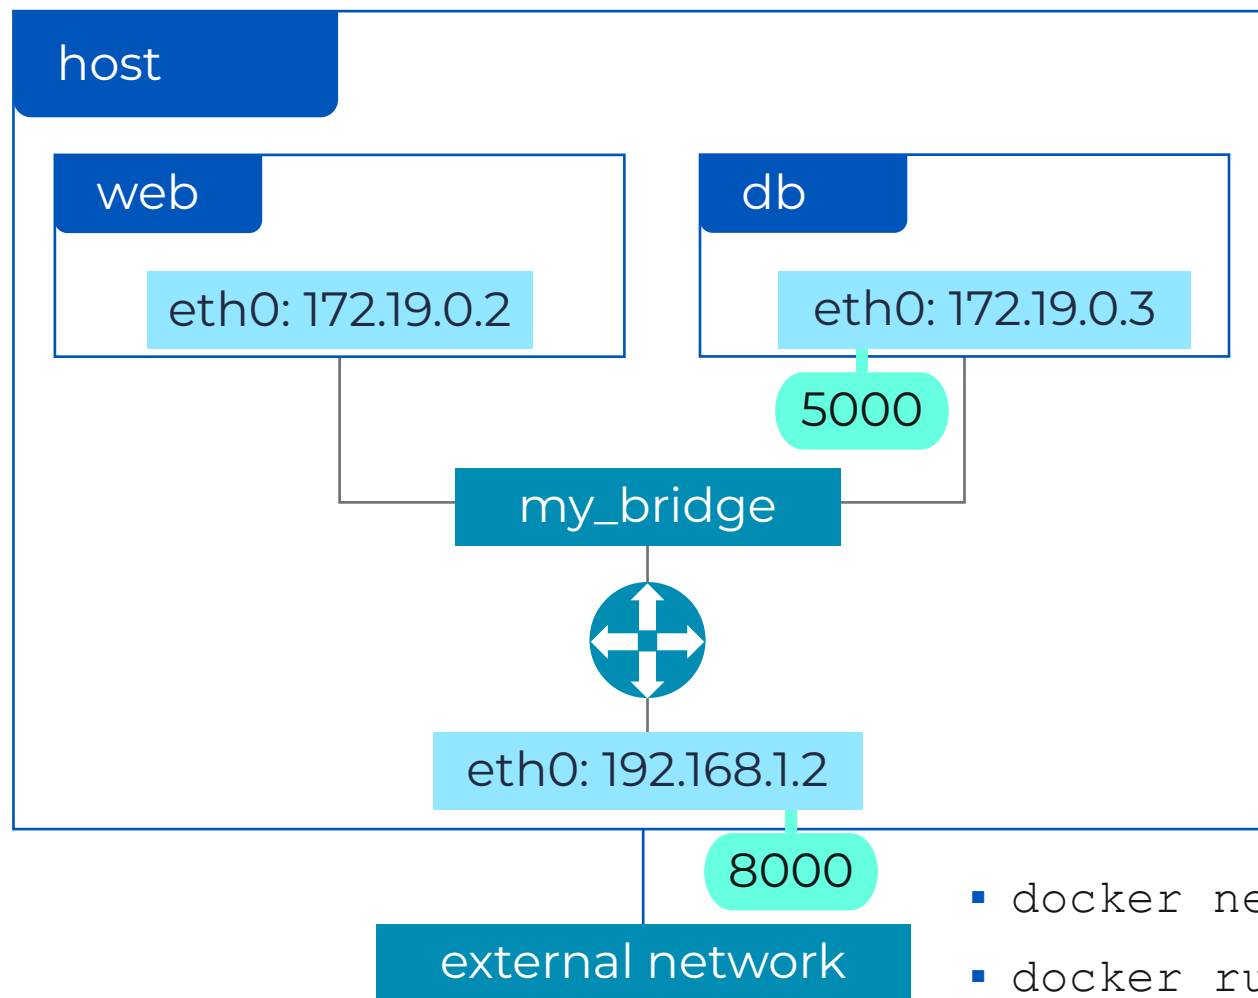 host
web
db
eth0: 172.19.0.2
eth0: 172.19.0.3
5000
my_bridge
eth0: 192.168.1.2
8000
docker
external network
docker